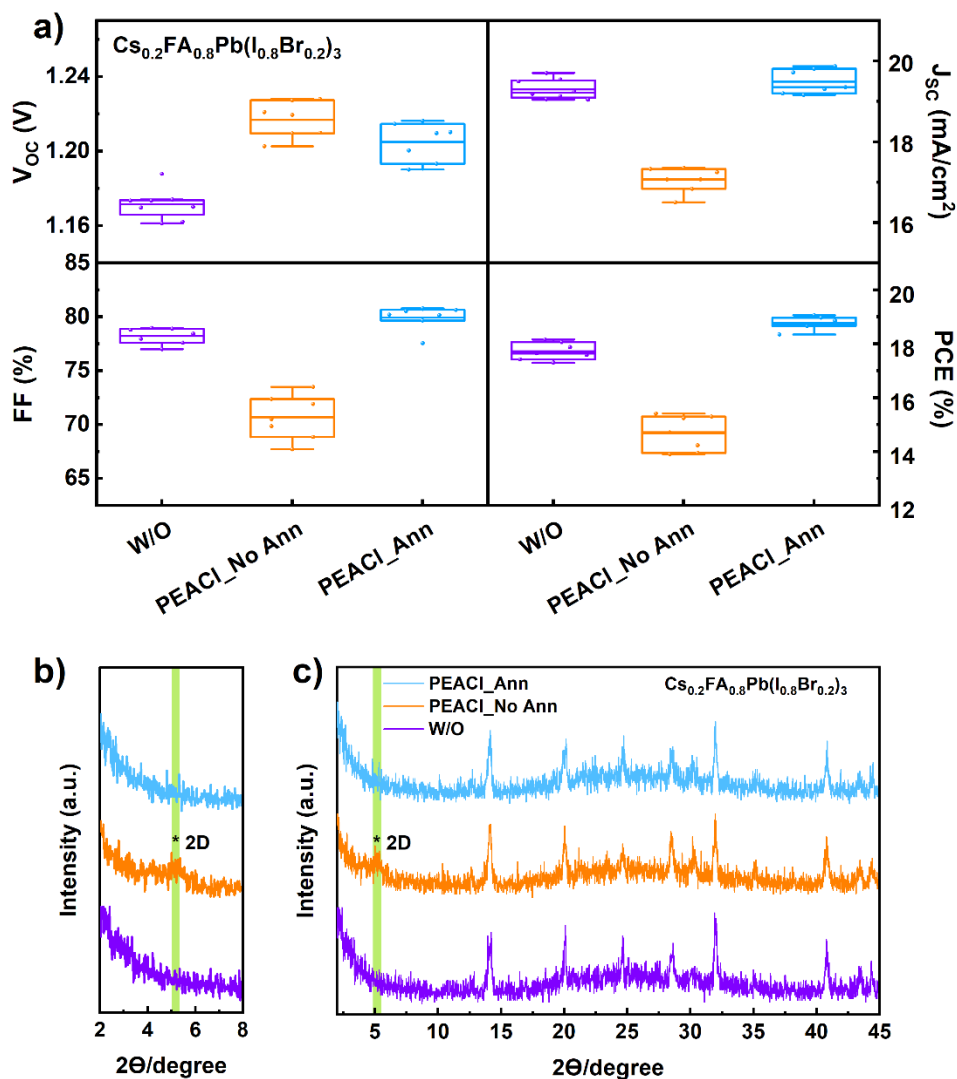 a)
Cs0.2FA0.8Pb(I0.8Br0.2)3
VOC (V)
1.24
1.20
1.16
JSC (mA/cm2)
20
18
16
FF (%)
85
80
75
70
65
PCE (%)
20
18
16
14
12
W/O
PEACl_No Ann
PEACl_Ann
W/O
PEACl_No Ann
PEACl_Ann
b)
Intensity (a.u.)
* 2D
2 4 6 8
2Θ/degree
c)
PEACl_Ann
PEACl_No Ann
W/O
Cs0.2FA0.8Pb(I0.8Br0.2)3
Intensity (a.u.)
* 2D
5 10 15 20 25 30 35 40 45
2Θ/degree